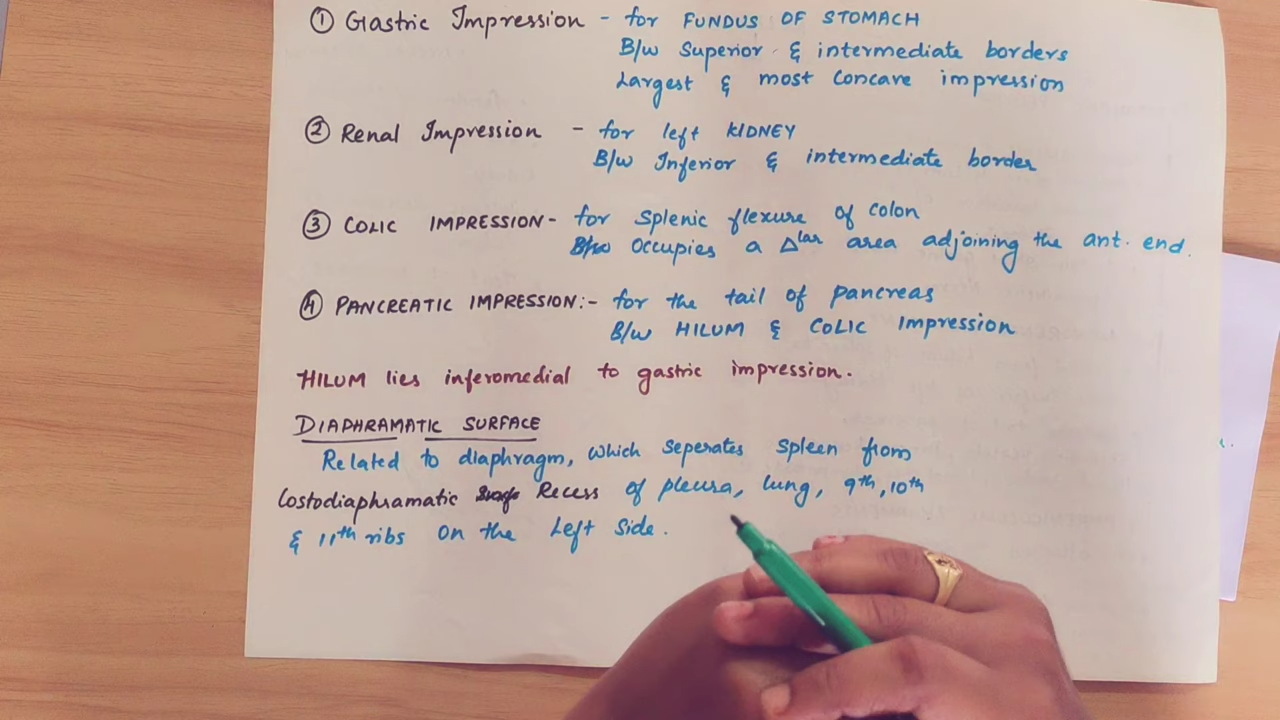 ① Gastric Impression - for FUNDUS OF STOMACH
B/w Superior & intermediate borders
Largest & most concave impression
② Renal Impression - for left KIDNEY
B/w Inferior & intermediate border
③ COLIC IMPRESSION - for Splenic flexure of colon
B/w Occupies a Δlar area adjoining the ant. end.
④ PANCREATIC IMPRESSION:- for the tail of pancreas
B/w HILUM & COLIC Impression
HILUM lies inferomedial to gastric impression.
DIAPHRAMATIC SURFACE
Related to diaphragm, which seperates spleen from
Costodiaphramatic Recess of pleura, lung, 9th, 10th
& 11th ribs on the Left Side.